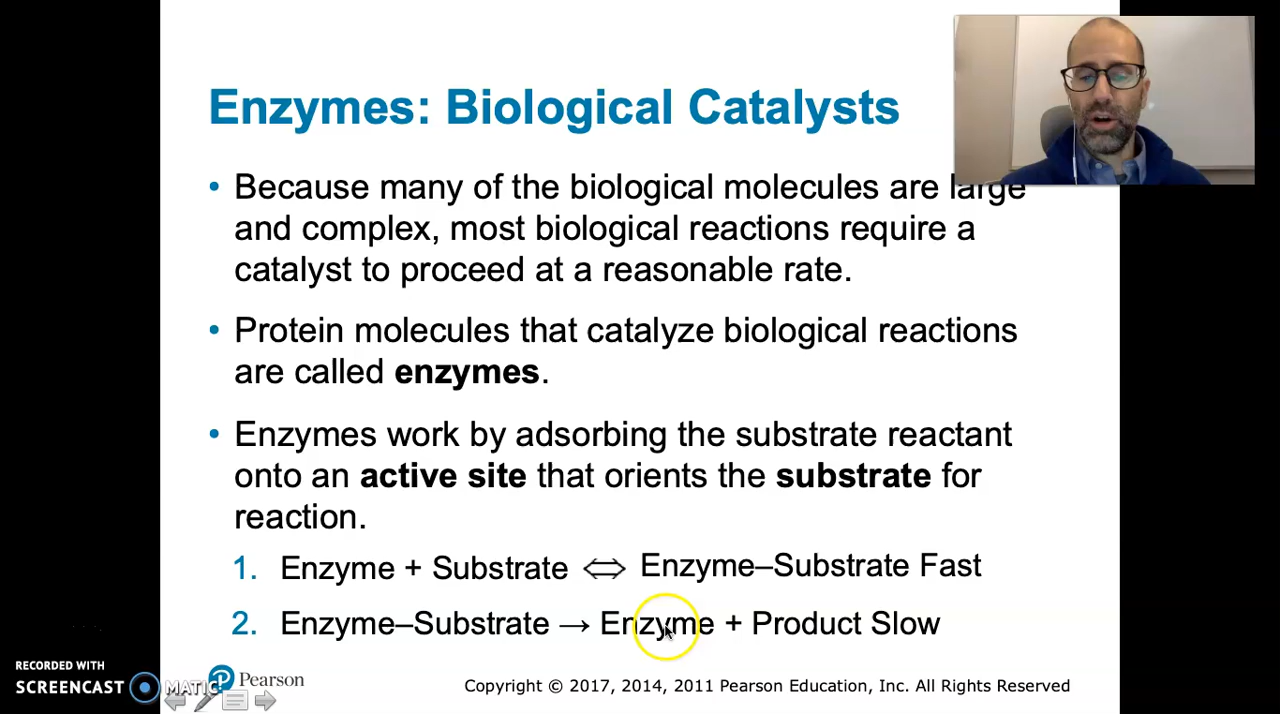 Enzymes: Biological Catalysts
• Because many of the biological molecules are large
and complex, most biological reactions require a
catalyst to proceed at a reasonable rate.
• Protein molecules that catalyze biological reactions
are called enzymes.
• Enzymes work by adsorbing the substrate reactant
onto an active site that orients the substrate for
reaction.
1. Enzyme + Substrate ⇔ Enzyme–Substrate Fast
2. Enzyme–Substrate → Enzyme + Product Slow
RECORDED WITH
SCREENCAST MATIC
Pearson
Copyright © 2017, 2014, 2011 Pearson Education, Inc. All Rights Reserved